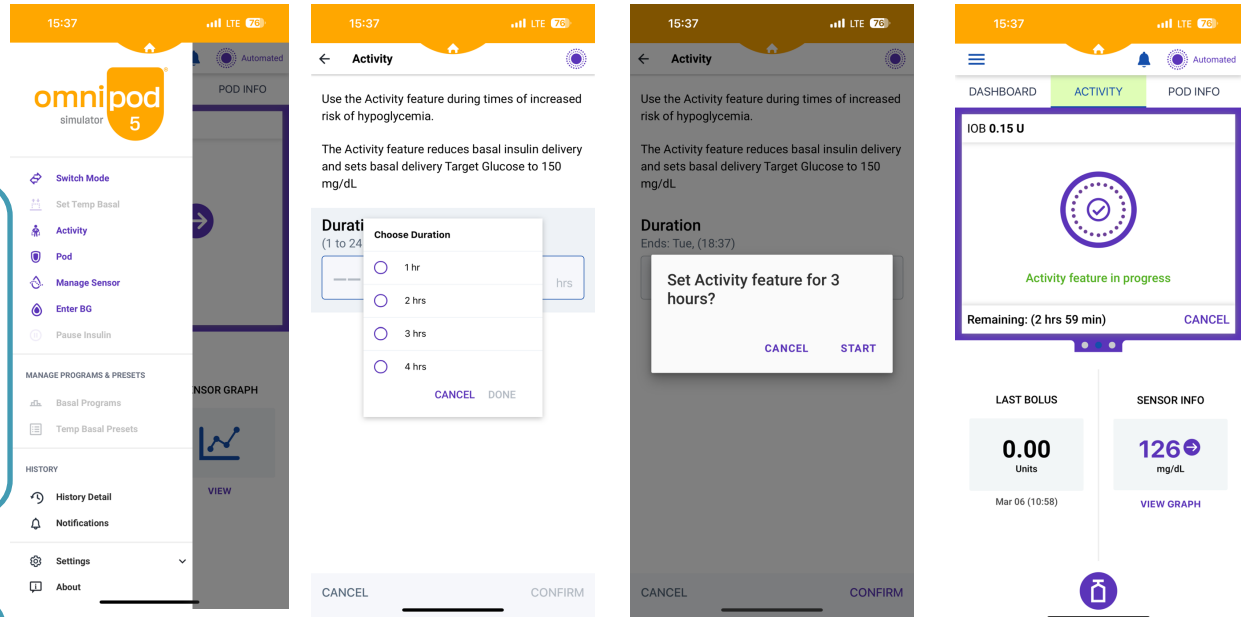 15:37
LTE 76
Automated
POD INFO
omnipod
simulator 5
Switch Mode
Set Temp Basal
Activity
Pod
Manage Sensor
Enter BG
Pause Insulin
MANAGE PROGRAMS & PRESETS
Basal Programs
Temp Basal Presets
NSOR GRAPH
VIEW
HISTORY
History Detail
Notifications
Settings
About
15:37
LTE 76
Activity
Use the Activity feature during times of increased
risk of hypoglycemia.
The Activity feature reduces basal insulin delivery
and sets basal delivery Target Glucose to 150
mg/dL
Durati
(1 to 24
hrs
Choose Duration
1 hr
2 hrs
3 hrs
4 hrs
CANCEL DONE
CANCEL CONFIRM
15:37
LTE 76
Activity
Use the Activity feature during times of increased
risk of hypoglycemia.
The Activity feature reduces basal insulin delivery
and sets basal delivery Target Glucose to 150
mg/dL
Duration
Ends: Tue, (18:37)
Set Activity feature for 3
hours?
CANCEL START
CANCEL CONFIRM
15:37
LTE 76
Automated
DASHBOARD ACTIVITY POD INFO
IOB 0.15 U
Activity feature in progress
Remaining: (2 hrs 59 min) CANCEL
LAST BOLUS
0.00
Units
Mar 06 (10:58)
SENSOR INFO
126
mg/dL
VIEW GRAPH